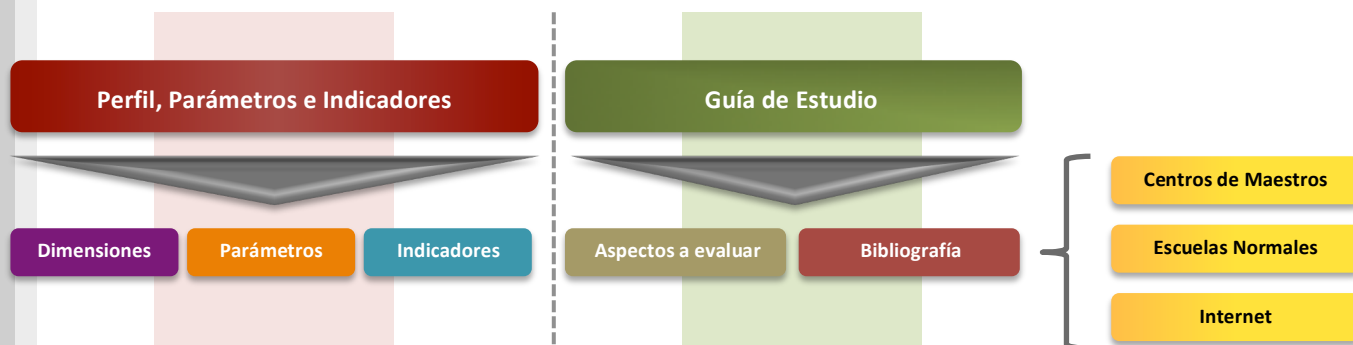 Perfil, Parámetros e Indicadores
Guía de Estudio
Dimensiones
Parámetros
Indicadores
Aspectos a evaluar
Bibliografía
Centros de Maestros
Escuelas Normales
Internet